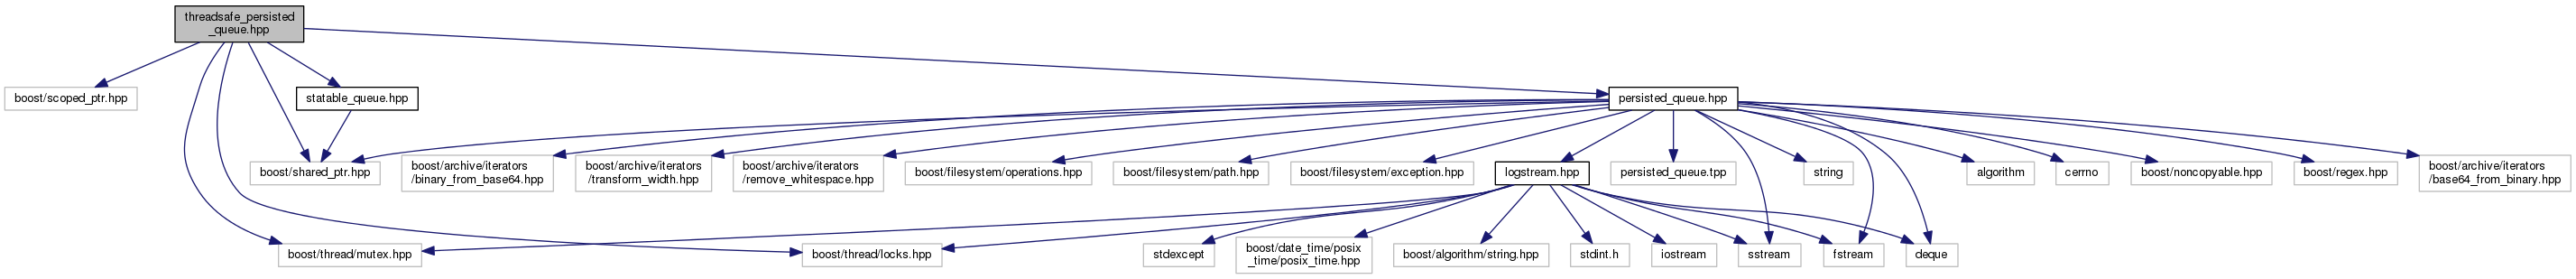 threadsafe_persisted
_queue.hpp
boost/scoped_ptr.hpp
statable_queue.hpp
persisted_queue.hpp
boost/shared_ptr.hpp
boost/archive/iterators
/binary_from_base64.hpp
boost/archive/iterators
/transform_width.hpp
boost/archive/iterators
/remove_whitespace.hpp
boost/filesystem/operations.hpp
boost/filesystem/path.hpp
boost/filesystem/exception.hpp
logstream.hpp
persisted_queue.tpp
string
algorithm
cerrno
boost/noncopyable.hpp
boost/regex.hpp
boost/archive/iterators
/base64_from_binary.hpp
boost/thread/mutex.hpp
boost/thread/locks.hpp
stdexcept
boost/date_time/posix
_time/posix_time.hpp
boost/algorithm/string.hpp
stdint.h
iostream
sstream
fstream
deque